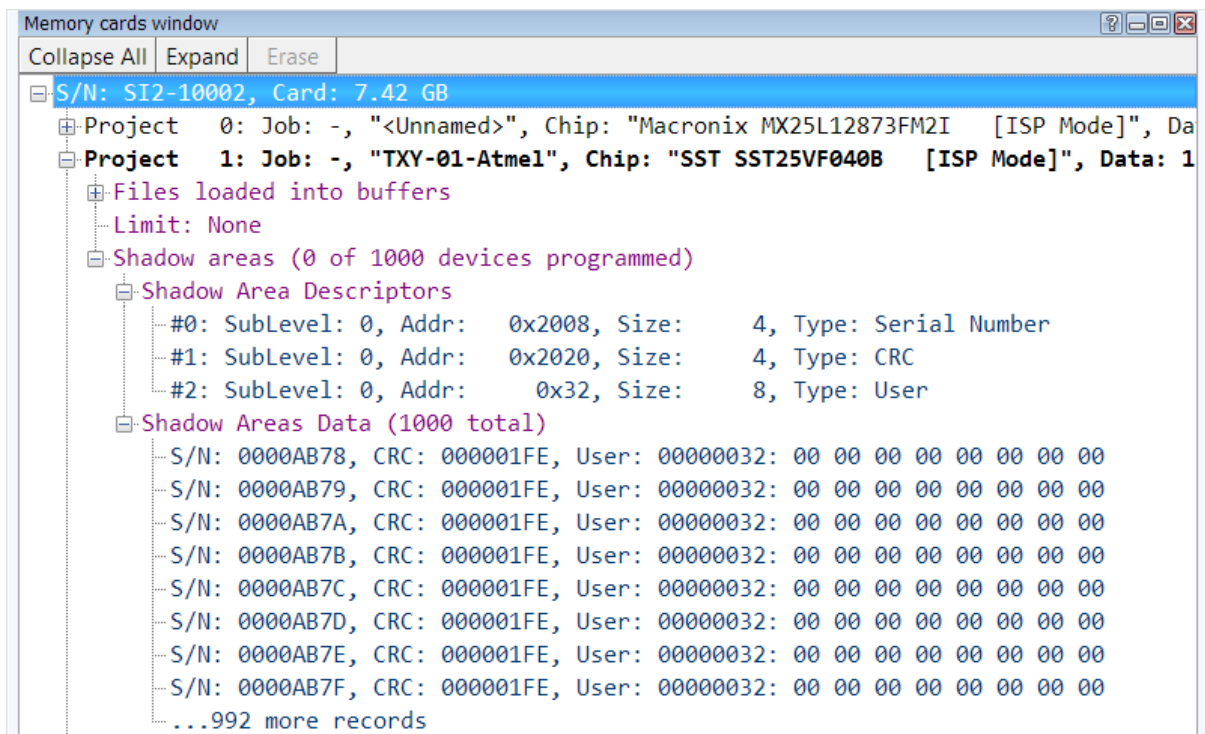 Memory cards window
Collapse All Expand Erase
S/N: SI2-10002, Card: 7.42 GB
Project 0: Job: -, "<Unnamed>", Chip: "Macronix MX25L12873FM2I [ISP Mode]", Da
Project 1: Job: -, "TXY-01-Atmel", Chip: "SST SST25VF040B [ISP Mode]", Data: 1
Files loaded into buffers
Limit: None
Shadow areas (0 of 1000 devices programmed)
Shadow Area Descriptors
#0: SubLevel: 0, Addr: 0x2008, Size: 4, Type: Serial Number
#1: SubLevel: 0, Addr: 0x2020, Size: 4, Type: CRC
#2: SubLevel: 0, Addr: 0x32, Size: 8, Type: User
Shadow Areas Data (1000 total)
S/N: 0000AB78, CRC: 000001FE, User: 00000032: 00 00 00 00 00 00 00 00
S/N: 0000AB79, CRC: 000001FE, User: 00000032: 00 00 00 00 00 00 00 00
S/N: 0000AB7A, CRC: 000001FE, User: 00000032: 00 00 00 00 00 00 00 00
S/N: 0000AB7B, CRC: 000001FE, User: 00000032: 00 00 00 00 00 00 00 00
S/N: 0000AB7C, CRC: 000001FE, User: 00000032: 00 00 00 00 00 00 00 00
S/N: 0000AB7D, CRC: 000001FE, User: 00000032: 00 00 00 00 00 00 00 00
S/N: 0000AB7E, CRC: 000001FE, User: 00000032: 00 00 00 00 00 00 00 00
S/N: 0000AB7F, CRC: 000001FE, User: 00000032: 00 00 00 00 00 00 00 00
...992 more records